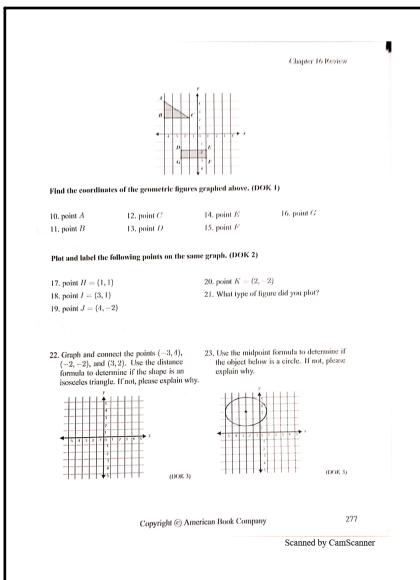 Chapter 16 Review
Find the coordinates of the geometric figures graphed above. (DOK 1)
10. point A 12. point C 14. point E 16. point G
11. point B 13. point D 15. point F
Plot and label the following points on the same graph. (DOK 2)
17. point H = (1, 1) 20. point K = (2, −2)
18. point I = (3, 1) 21. What type of figure did you plot?
19. point J = (4, −2)
22. Graph and connect the points (−3, 4),
(−2, −2), and (3, 2). Use the distance
formula to determine if the shape is an
isosceles triangle. If not, please explain why.
23. Use the midpoint formula to determine if
the object below is a circle. If not, please
explain why.
(DOK 3)
(DOK 3)
Copyright © American Book Company 277
Scanned by CamScanner